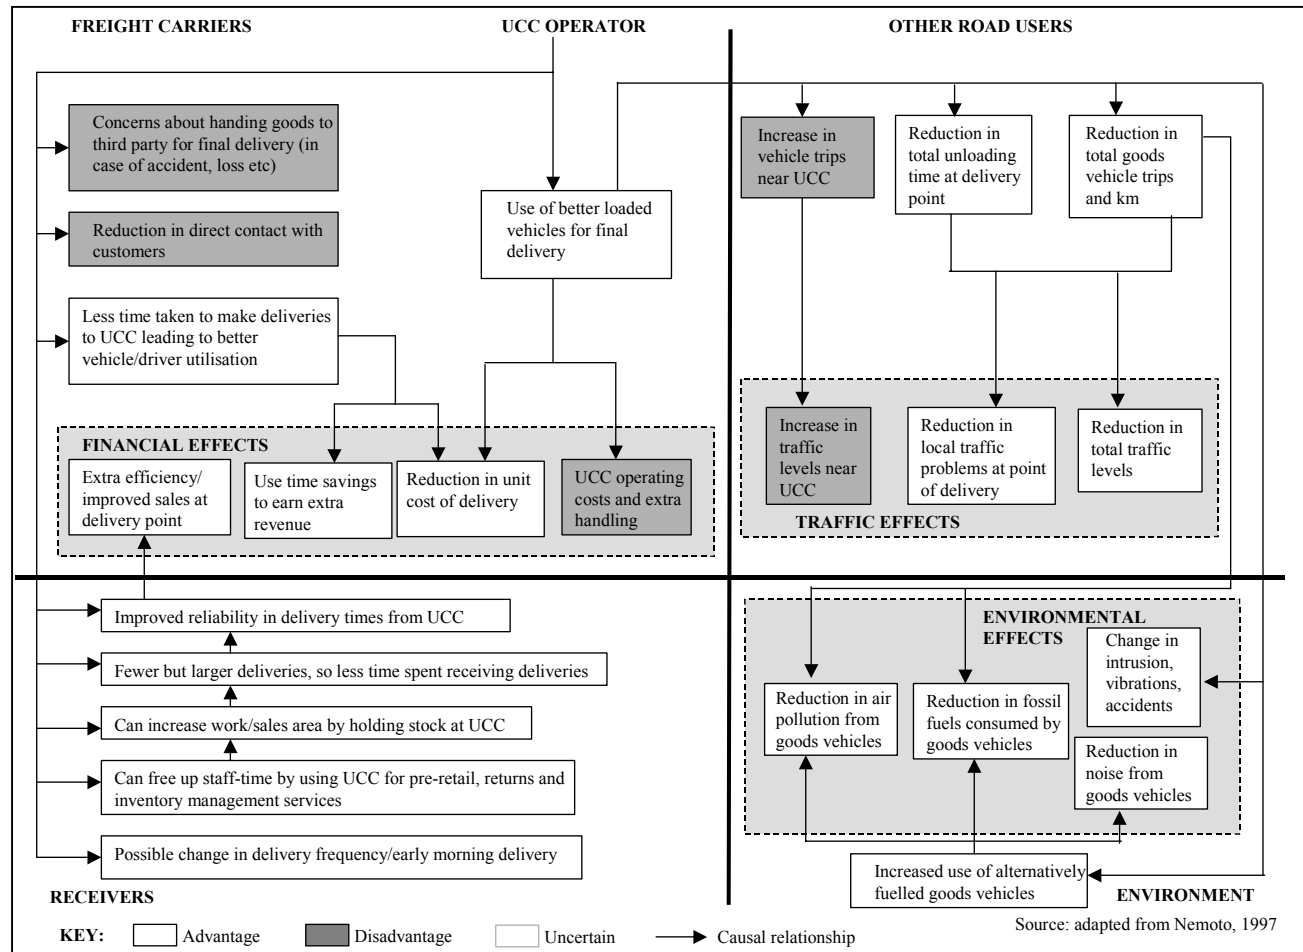 FREIGHT CARRIERS
UCC OPERATOR
OTHER ROAD USERS
Concerns about handing goods to
third party for final delivery (in
case of accident, loss etc)
Reduction in direct contact with
customers
Less time taken to make deliveries
to UCC leading to better
vehicle/driver utilisation
Use of better loaded
vehicles for final
delivery
Increase in
vehicle trips
near UCC
Reduction in
total unloading
time at delivery
point
Reduction in
total goods
vehicle trips
and km
FINANCIAL EFFECTS
Extra efficiency/
improved sales at
delivery point
Use time savings
to earn extra
revenue
Reduction in unit
cost of delivery
UCC operating
costs and extra
handling
Increase in
traffic levels near
UCC
Reduction in
local traffic
problems at point
of delivery
Reduction in
total traffic
levels
TRAFFIC EFFECTS
Improved reliability in delivery times from UCC
Fewer but larger deliveries, so less time spent receiving deliveries
Can increase work/sales area by holding stock at UCC
Can free up staff-time by using UCC for pre-retail, returns and
inventory management services
Possible change in delivery frequency/early morning delivery
RECEIVERS
ENVIRONMENTAL
EFFECTS
Change in
intrusion,
vibrations,
accidents
Reduction in air
pollution from
goods vehicles
Reduction in fossil
fuels consumed by
goods vehicles
Reduction in
noise from
goods vehicles
Increased use of alternatively
fuelled goods vehicles
ENVIRONMENT
KEY:
Advantage
Disadvantage
Uncertain
Causal relationship
Source: adapted from Nemoto, 1997